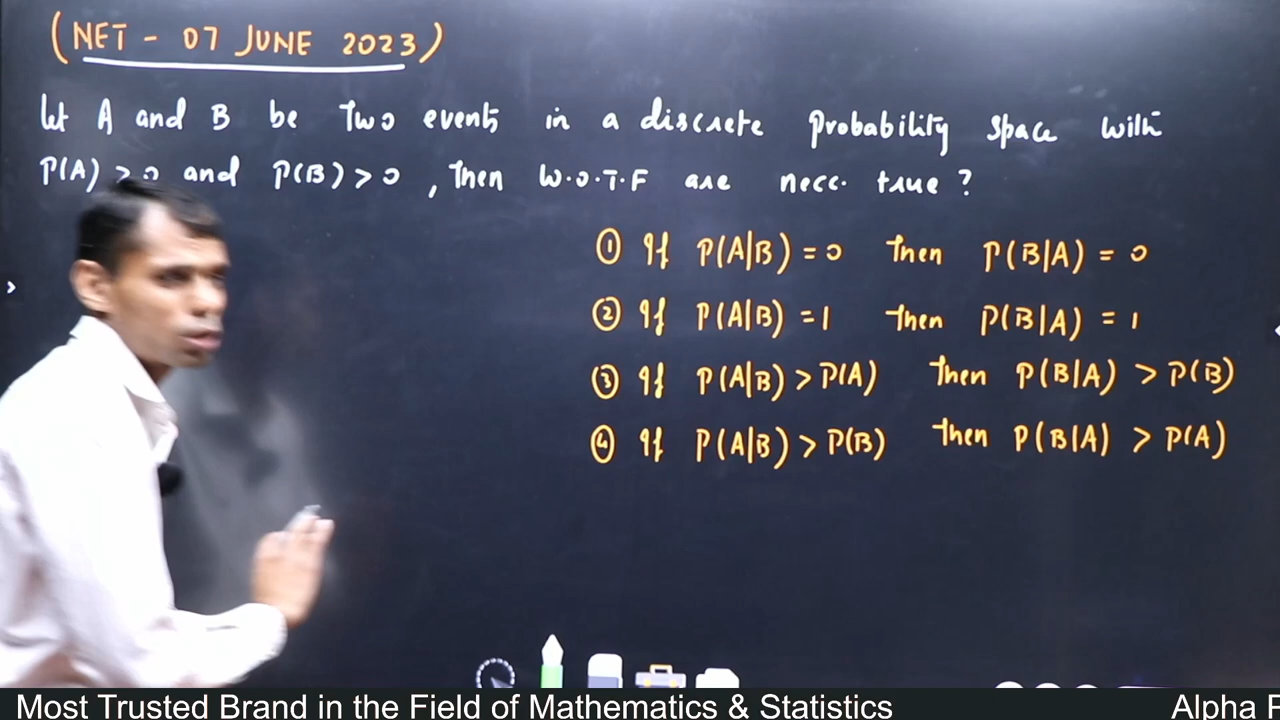 (NET - 07 JUNE 2023)
Let A and B be Two events in a discrete probability space with
P(A) > 0 and P(B) > 0 , Then W.O.T.F are necc. true ?
① If P(A|B) = 0 Then P(B|A) = 0
② If P(A|B) = 1 Then P(B|A) = 1
③ If P(A|B) > P(A) Then P(B|A) > P(B)
④ If P(A|B) > P(B) Then P(B|A) > P(A)
Most Trusted Brand in the Field of Mathematics & Statistics Alpha